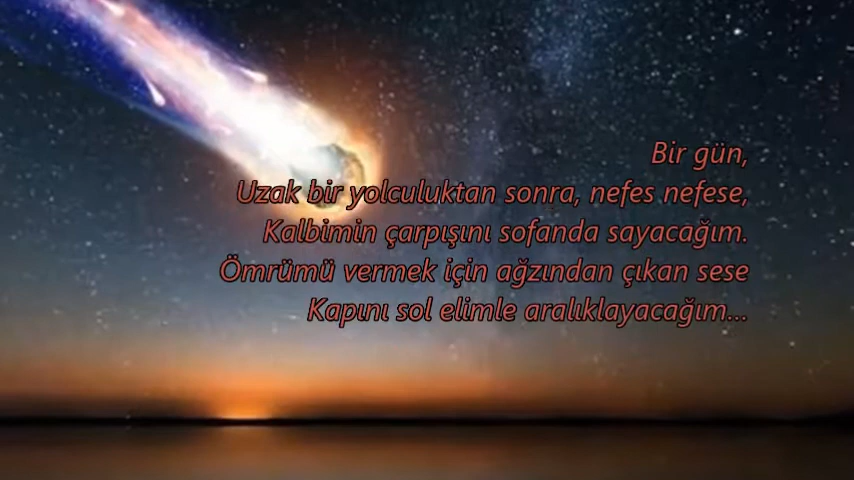 Bir gün,
Uzak bir yolculuktan sonra, nefes nefese,
Kalbimin çarpışını sofanda sayacağım.
Ömrümü vermek için ağzından çıkan sese
Kapını sol elimle aralıklayacağım...